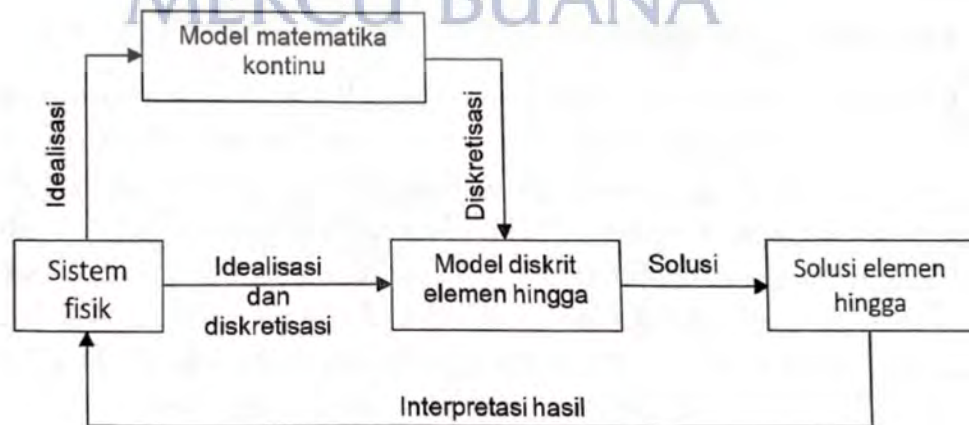 MERCU BUANA
Model matematika
kontinu
Idealisasi
Diskretisasi
Sistem
fisik
Idealisasi
dan
diskretisasi
Model diskrit
elemen hingga
Solusi
Solusi elemen
hingga
Interpretasi hasil